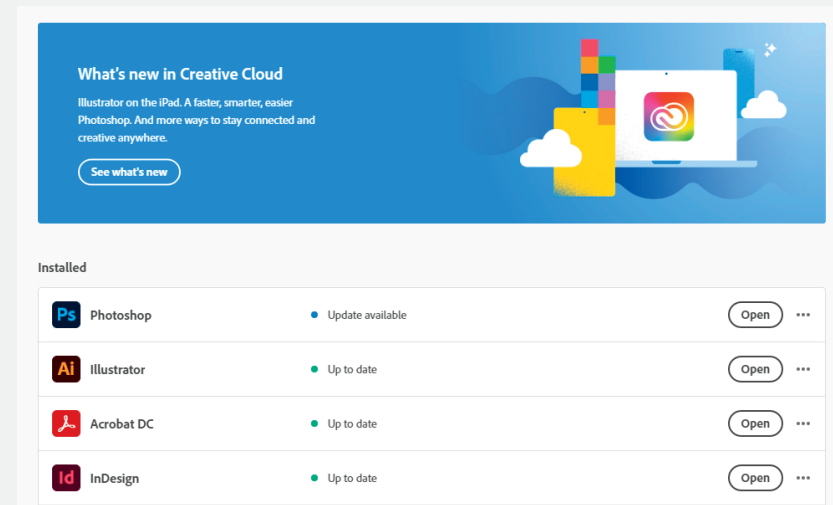 What's new in Creative Cloud
Illustrator on the iPad. A faster, smarter, easier
Photoshop. And more ways to stay connected and
creative anywhere.
See what's new
Installed
Ps Photoshop Update available Open
Ai Illustrator Up to date Open
Acrobat DC Up to date Open
Id InDesign Up to date Open